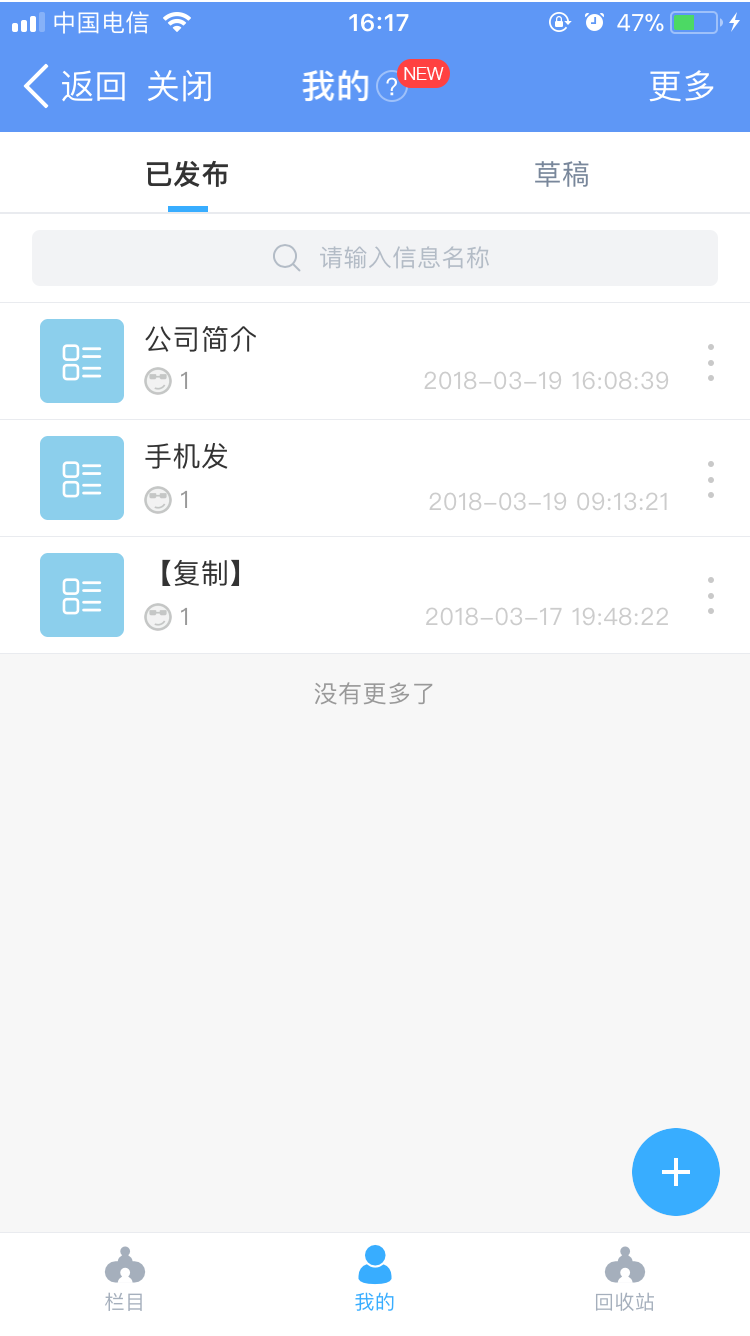 中国电信 16:17 47%
返回 关闭 我的 ? NEW 更多
已发布 草稿
请输入信息名称
公司简介
1 2018-03-19 16:08:39
手机发
1 2018-03-19 09:13:21
【复制】
1 2018-03-17 19:48:22
没有更多了
栏目 我的 回收站